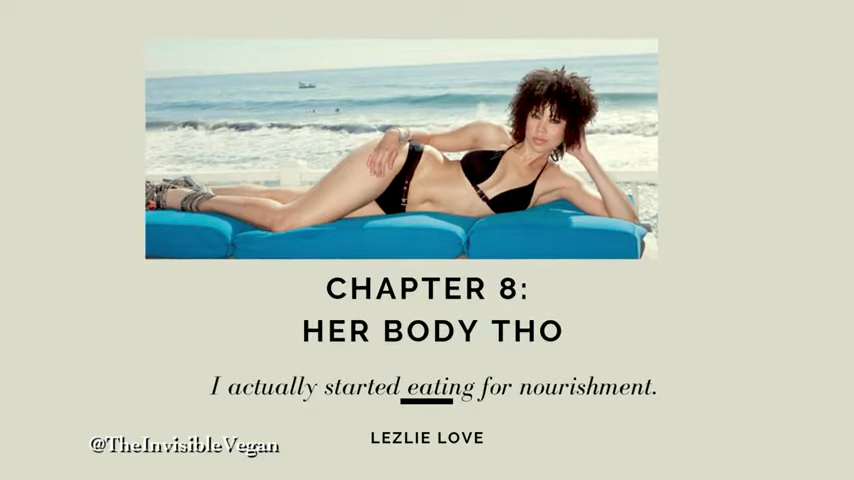 CHAPTER 8:
HER BODY THO
I actually started eating for nourishment.
LEZLIE LOVE
@TheInvisibleVegan